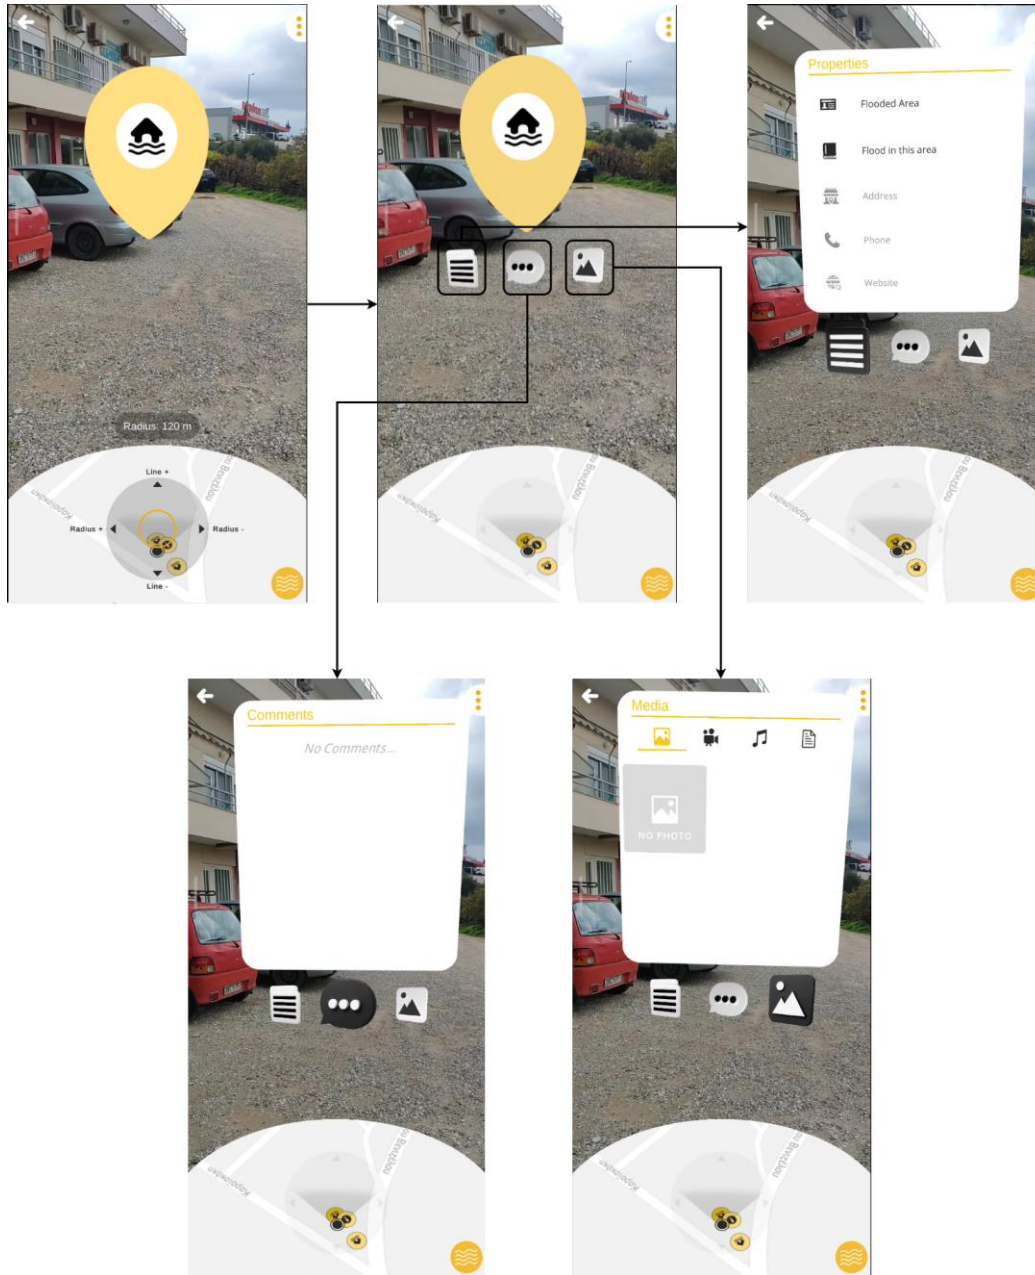 Radius: 120 m
Line +
Radius +
Radius -
Line -
Properties
Flooded Area
Flood in this area
Address
Phone
Website
Comments
No Comments...
Media
NO PHOTO